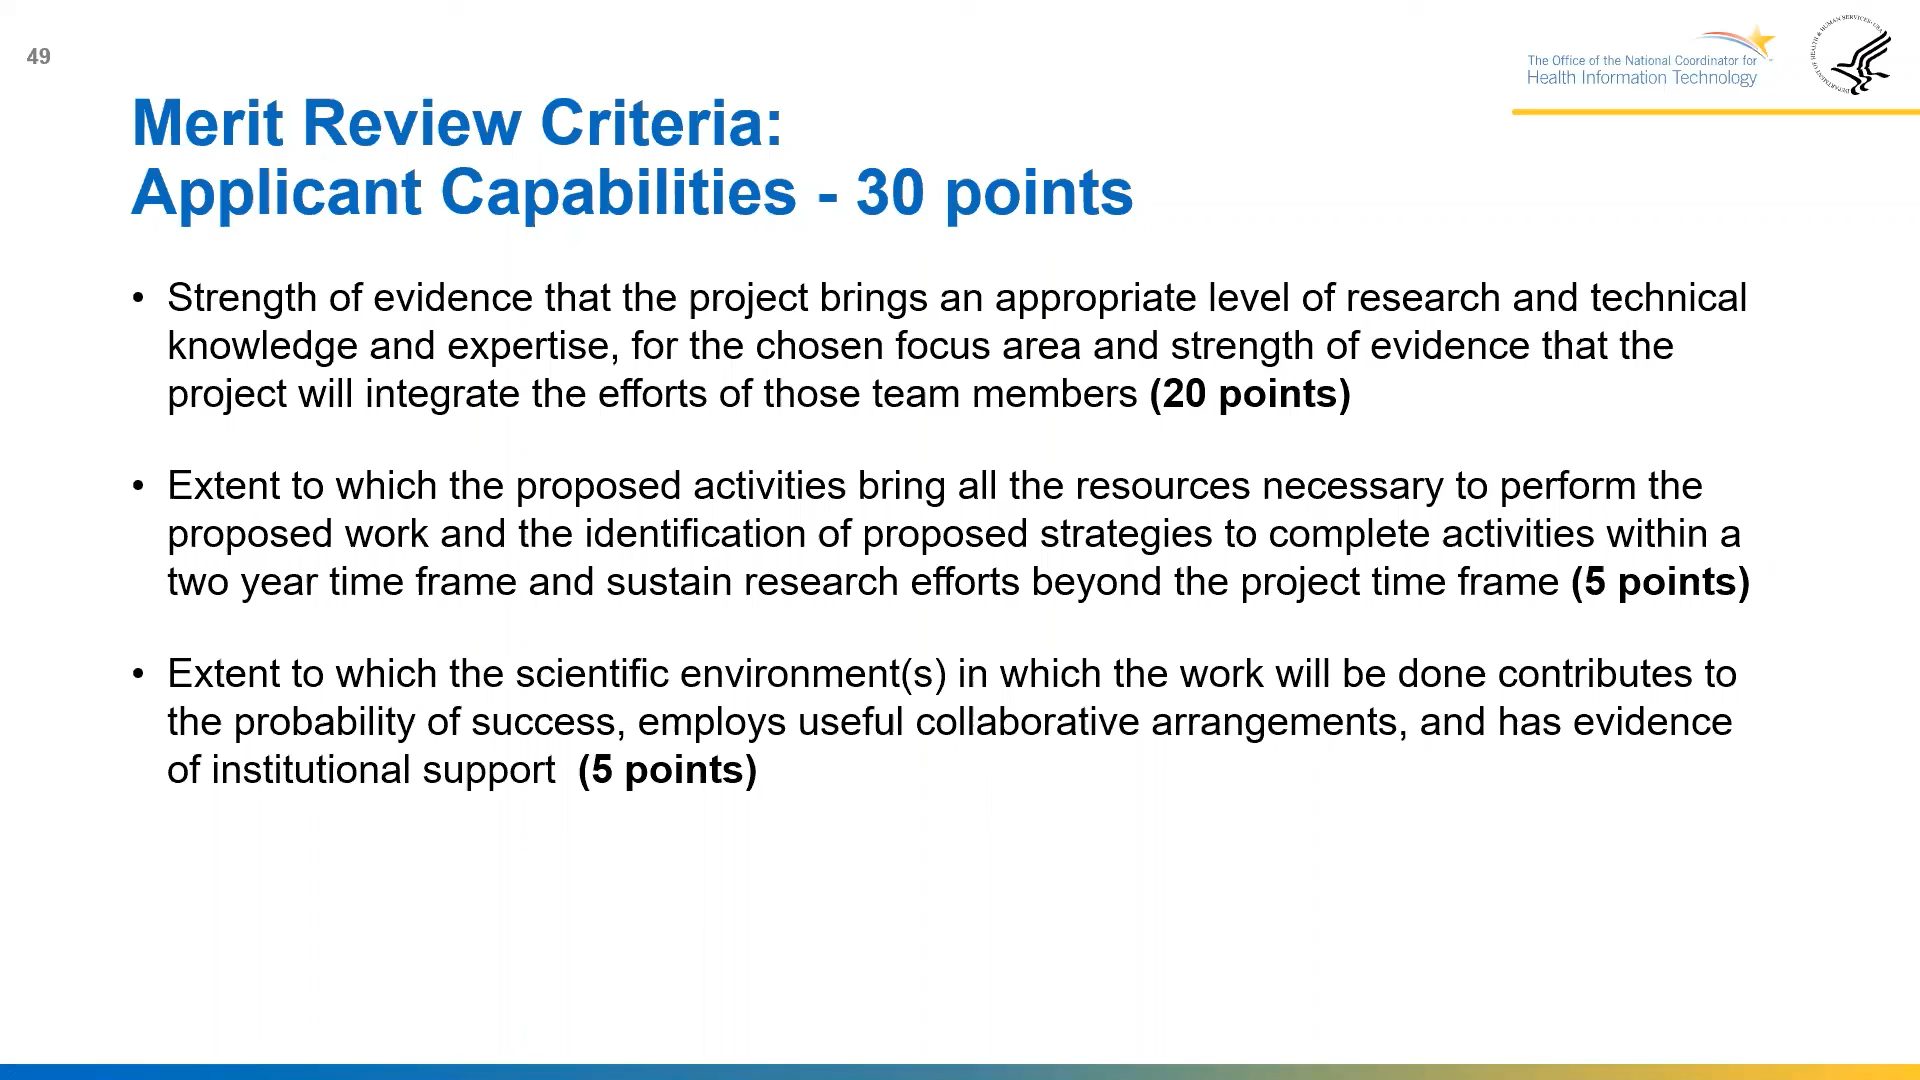 49
The Office of the National Coordinator for
Health Information Technology
DEPARTMENT OF HEALTH & HUMAN SERVICES · USA
Merit Review Criteria:
Applicant Capabilities - 30 points
• Strength of evidence that the project brings an appropriate level of research and technical
knowledge and expertise, for the chosen focus area and strength of evidence that the
project will integrate the efforts of those team members (20 points)
• Extent to which the proposed activities bring all the resources necessary to perform the
proposed work and the identification of proposed strategies to complete activities within a
two year time frame and sustain research efforts beyond the project time frame (5 points)
• Extent to which the scientific environment(s) in which the work will be done contributes to
the probability of success, employs useful collaborative arrangements, and has evidence
of institutional support (5 points)